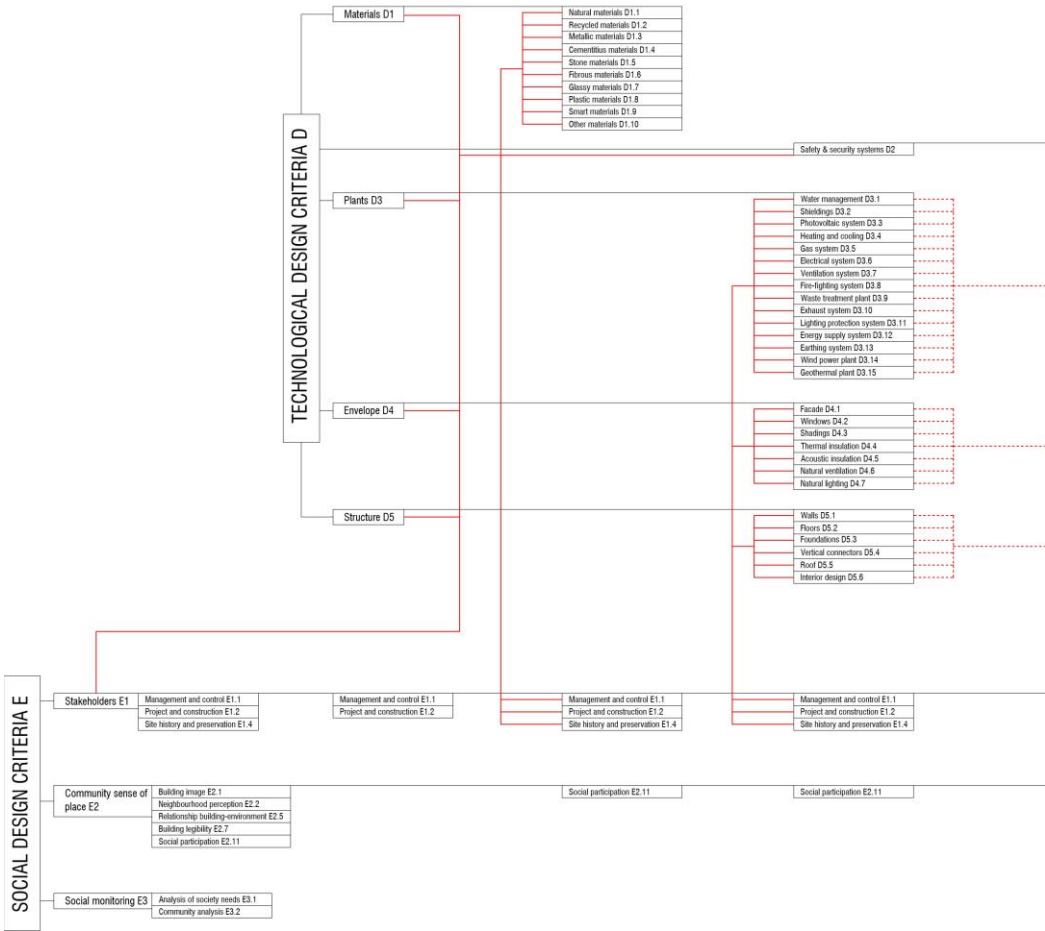 TECHNOLOGICAL DESIGN CRITERIA D
Materials D1
Natural materials D1.1
Recycled materials D1.2
Metallic materials D1.3
Cementitius materials D1.4
Stone materials D1.5
Fibrous materials D1.6
Glassy materials D1.7
Plastic materials D1.8
Smart materials D1.9
Other materials D1.10
Safety & security systems D2
Plants D3
Water management D3.1
Shieldings D3.2
Photovoltaic system D3.3
Heating and cooling D3.4
Gas system D3.5
Electrical system D3.6
Ventilation system D3.7
Fire-fighting system D3.8
Waste treatment plant D3.9
Exhaust system D3.10
Lighting protection system D3.11
Energy supply system D3.12
Earthing system D3.13
Wind power plant D3.14
Geothermal plant D3.15
Envelope D4
Facade D4.1
Windows D4.2
Shadings D4.3
Thermal insulation D4.4
Acoustic insulation D4.5
Natural ventilation D4.6
Natural lighting D4.7
Structure D5
Walls D5.1
Floors D5.2
Foundations D5.3
Vertical connectors D5.4
Roof D5.5
Interior design D5.6
SOCIAL DESIGN CRITERIA E
Stakeholders E1
Management and control E1.1
Project and construction E1.2
Site history and preservation E1.4
Management and control E1.1
Project and construction E1.2
Management and control E1.1
Project and construction E1.2
Site history and preservation E1.4
Management and control E1.1
Project and construction E1.2
Site history and preservation E1.4
Community sense of
place E2
Building image E2.1
Neighbourhood perception E2.2
Relationship building-environment E2.5
Building legibility E2.7
Social participation E2.11
Social participation E2.11
Social participation E2.11
Social monitoring E3
Analysis of society needs E3.1
Community analysis E3.2